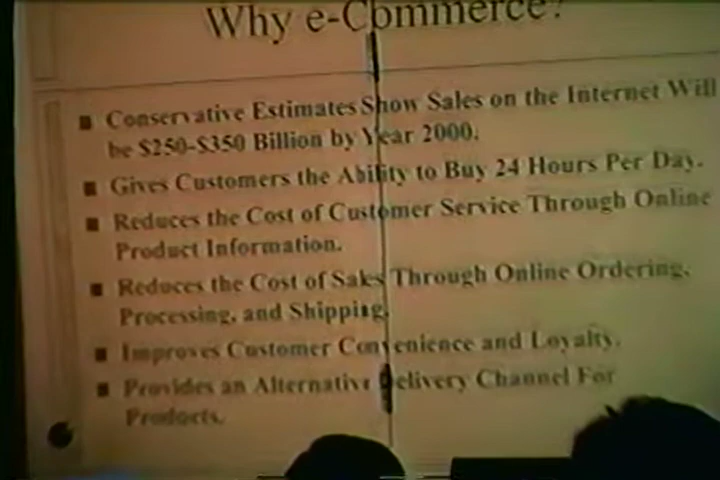 Why e-Commerce?
Conservative Estimates Show Sales on the Internet Will
be $250-$350 Billion by Year 2000.
Gives Customers the Ability to Buy 24 Hours Per Day.
Reduces the Cost of Customer Service Through Online
Product Information.
Reduces the Cost of Sales Through Online Ordering,
Processing, and Shipping.
Improves Customer Convenience and Loyalty.
Provides an Alternative Delivery Channel For
Products.